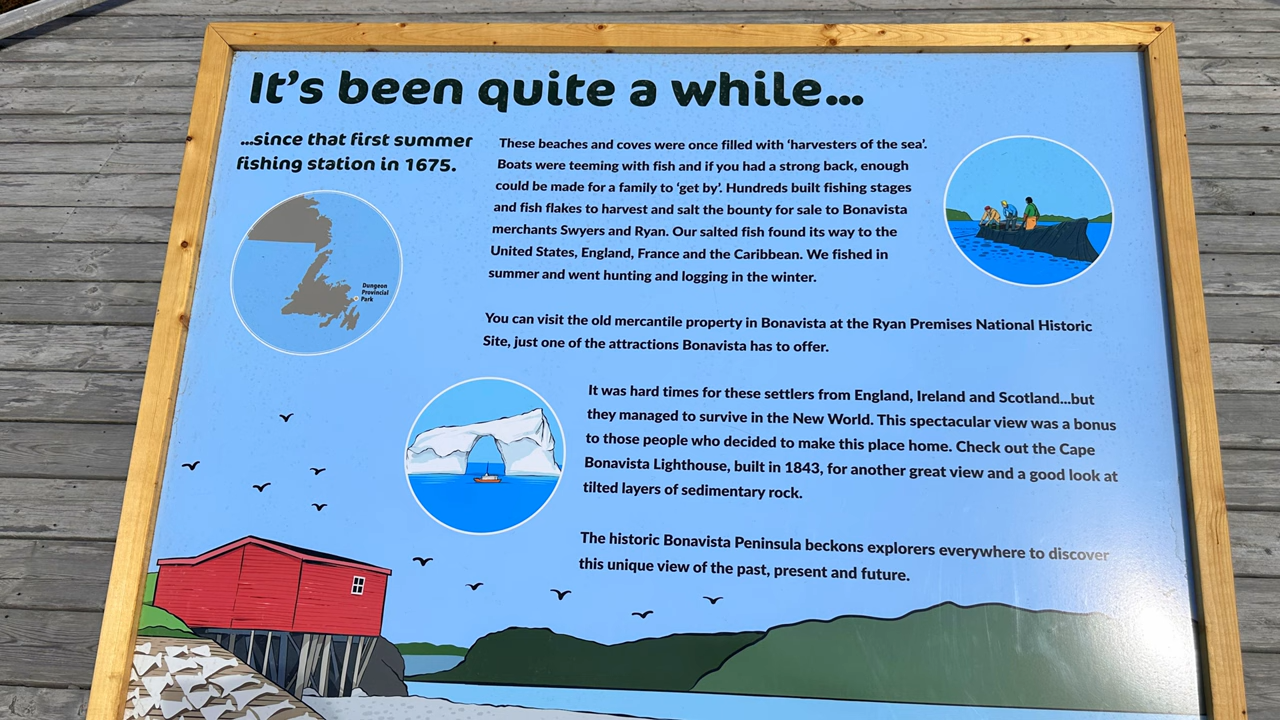 It's been quite a while...
...since that first summer
fishing station in 1675.
Dungeon
Provincial
Park
These beaches and coves were once filled with 'harvesters of the sea'.
Boats were teeming with fish and if you had a strong back, enough
could be made for a family to 'get by'. Hundreds built fishing stages
and fish flakes to harvest and salt the bounty for sale to Bonavista
merchants Swyers and Ryan. Our salted fish found its way to the
United States, England, France and the Caribbean. We fished in
summer and went hunting and logging in the winter.
You can visit the old mercantile property in Bonavista at the Ryan Premises National Historic
Site, just one of the attractions Bonavista has to offer.
It was hard times for these settlers from England, Ireland and Scotland...but
they managed to survive in the New World. This spectacular view was a bonus
to those people who decided to make this place home. Check out the Cape
Bonavista Lighthouse, built in 1843, for another great view and a good look at
tilted layers of sedimentary rock.
The historic Bonavista Peninsula beckons explorers everywhere to discover
this unique view of the past, present and future.